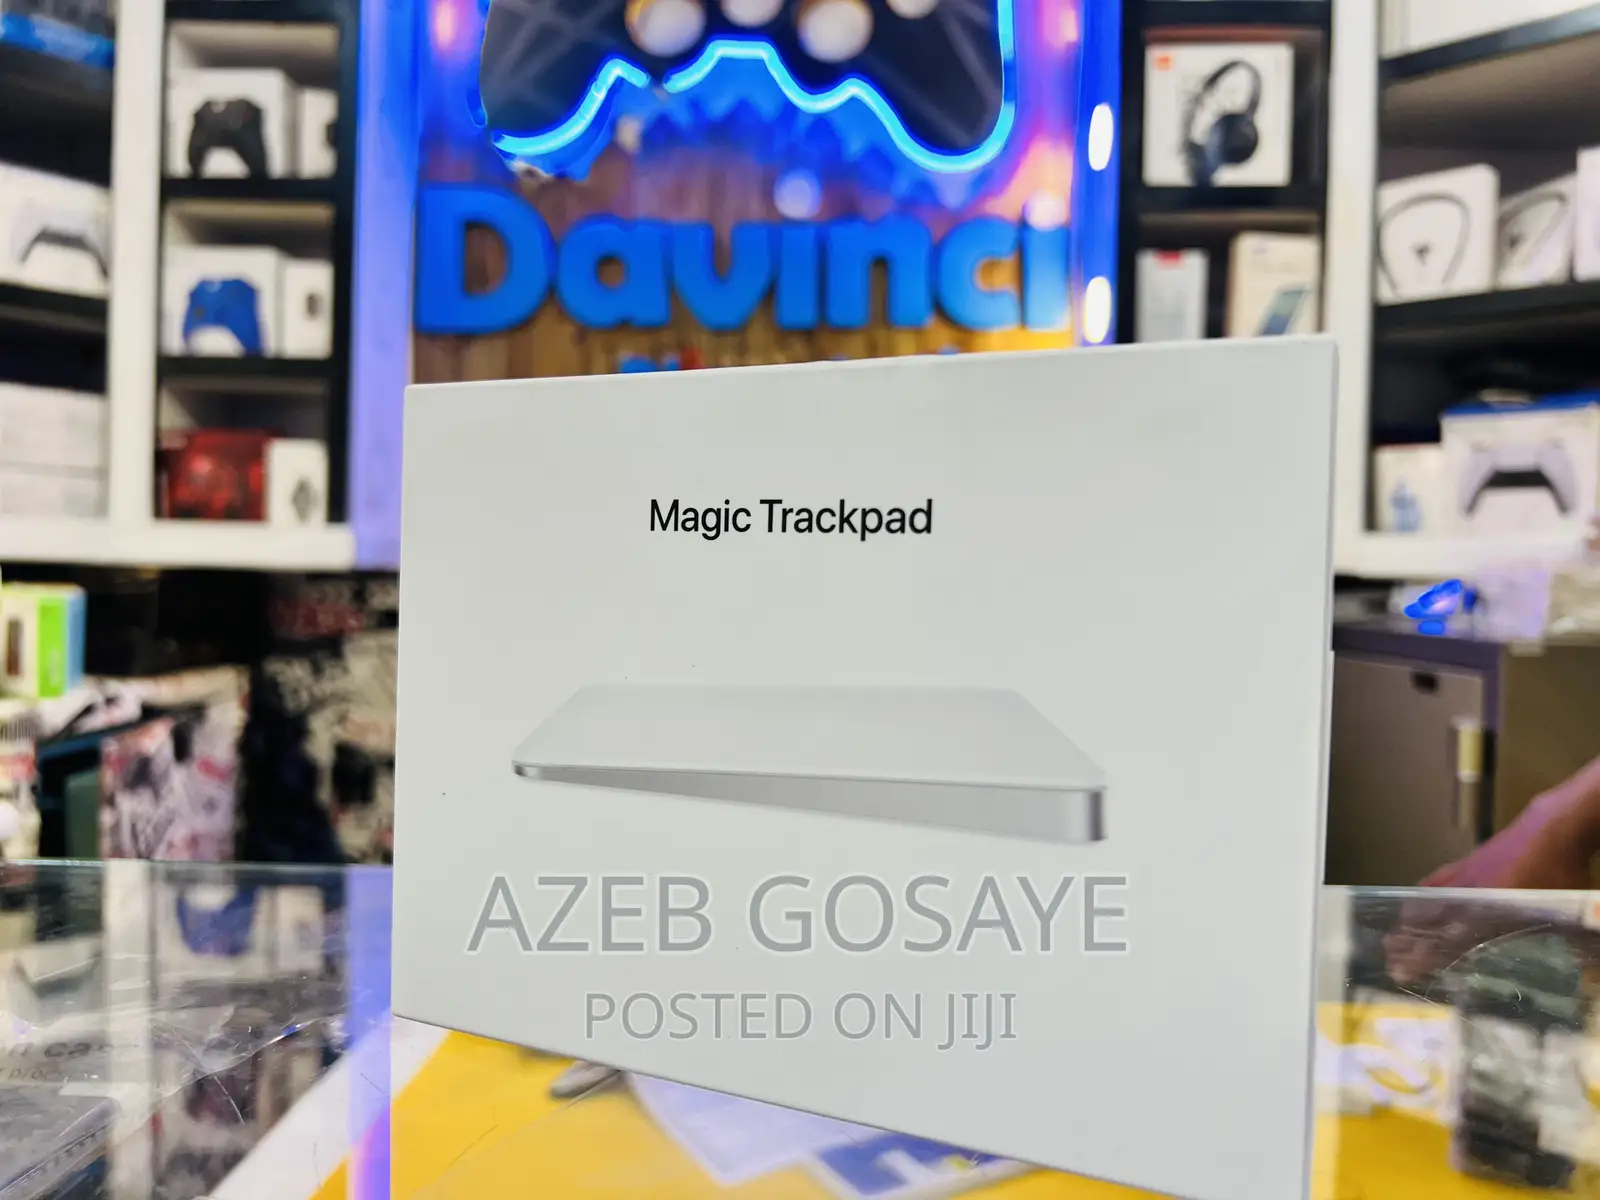 Davinci
Magic Trackpad
AZEB GOSAYE
POSTED ON JIJI